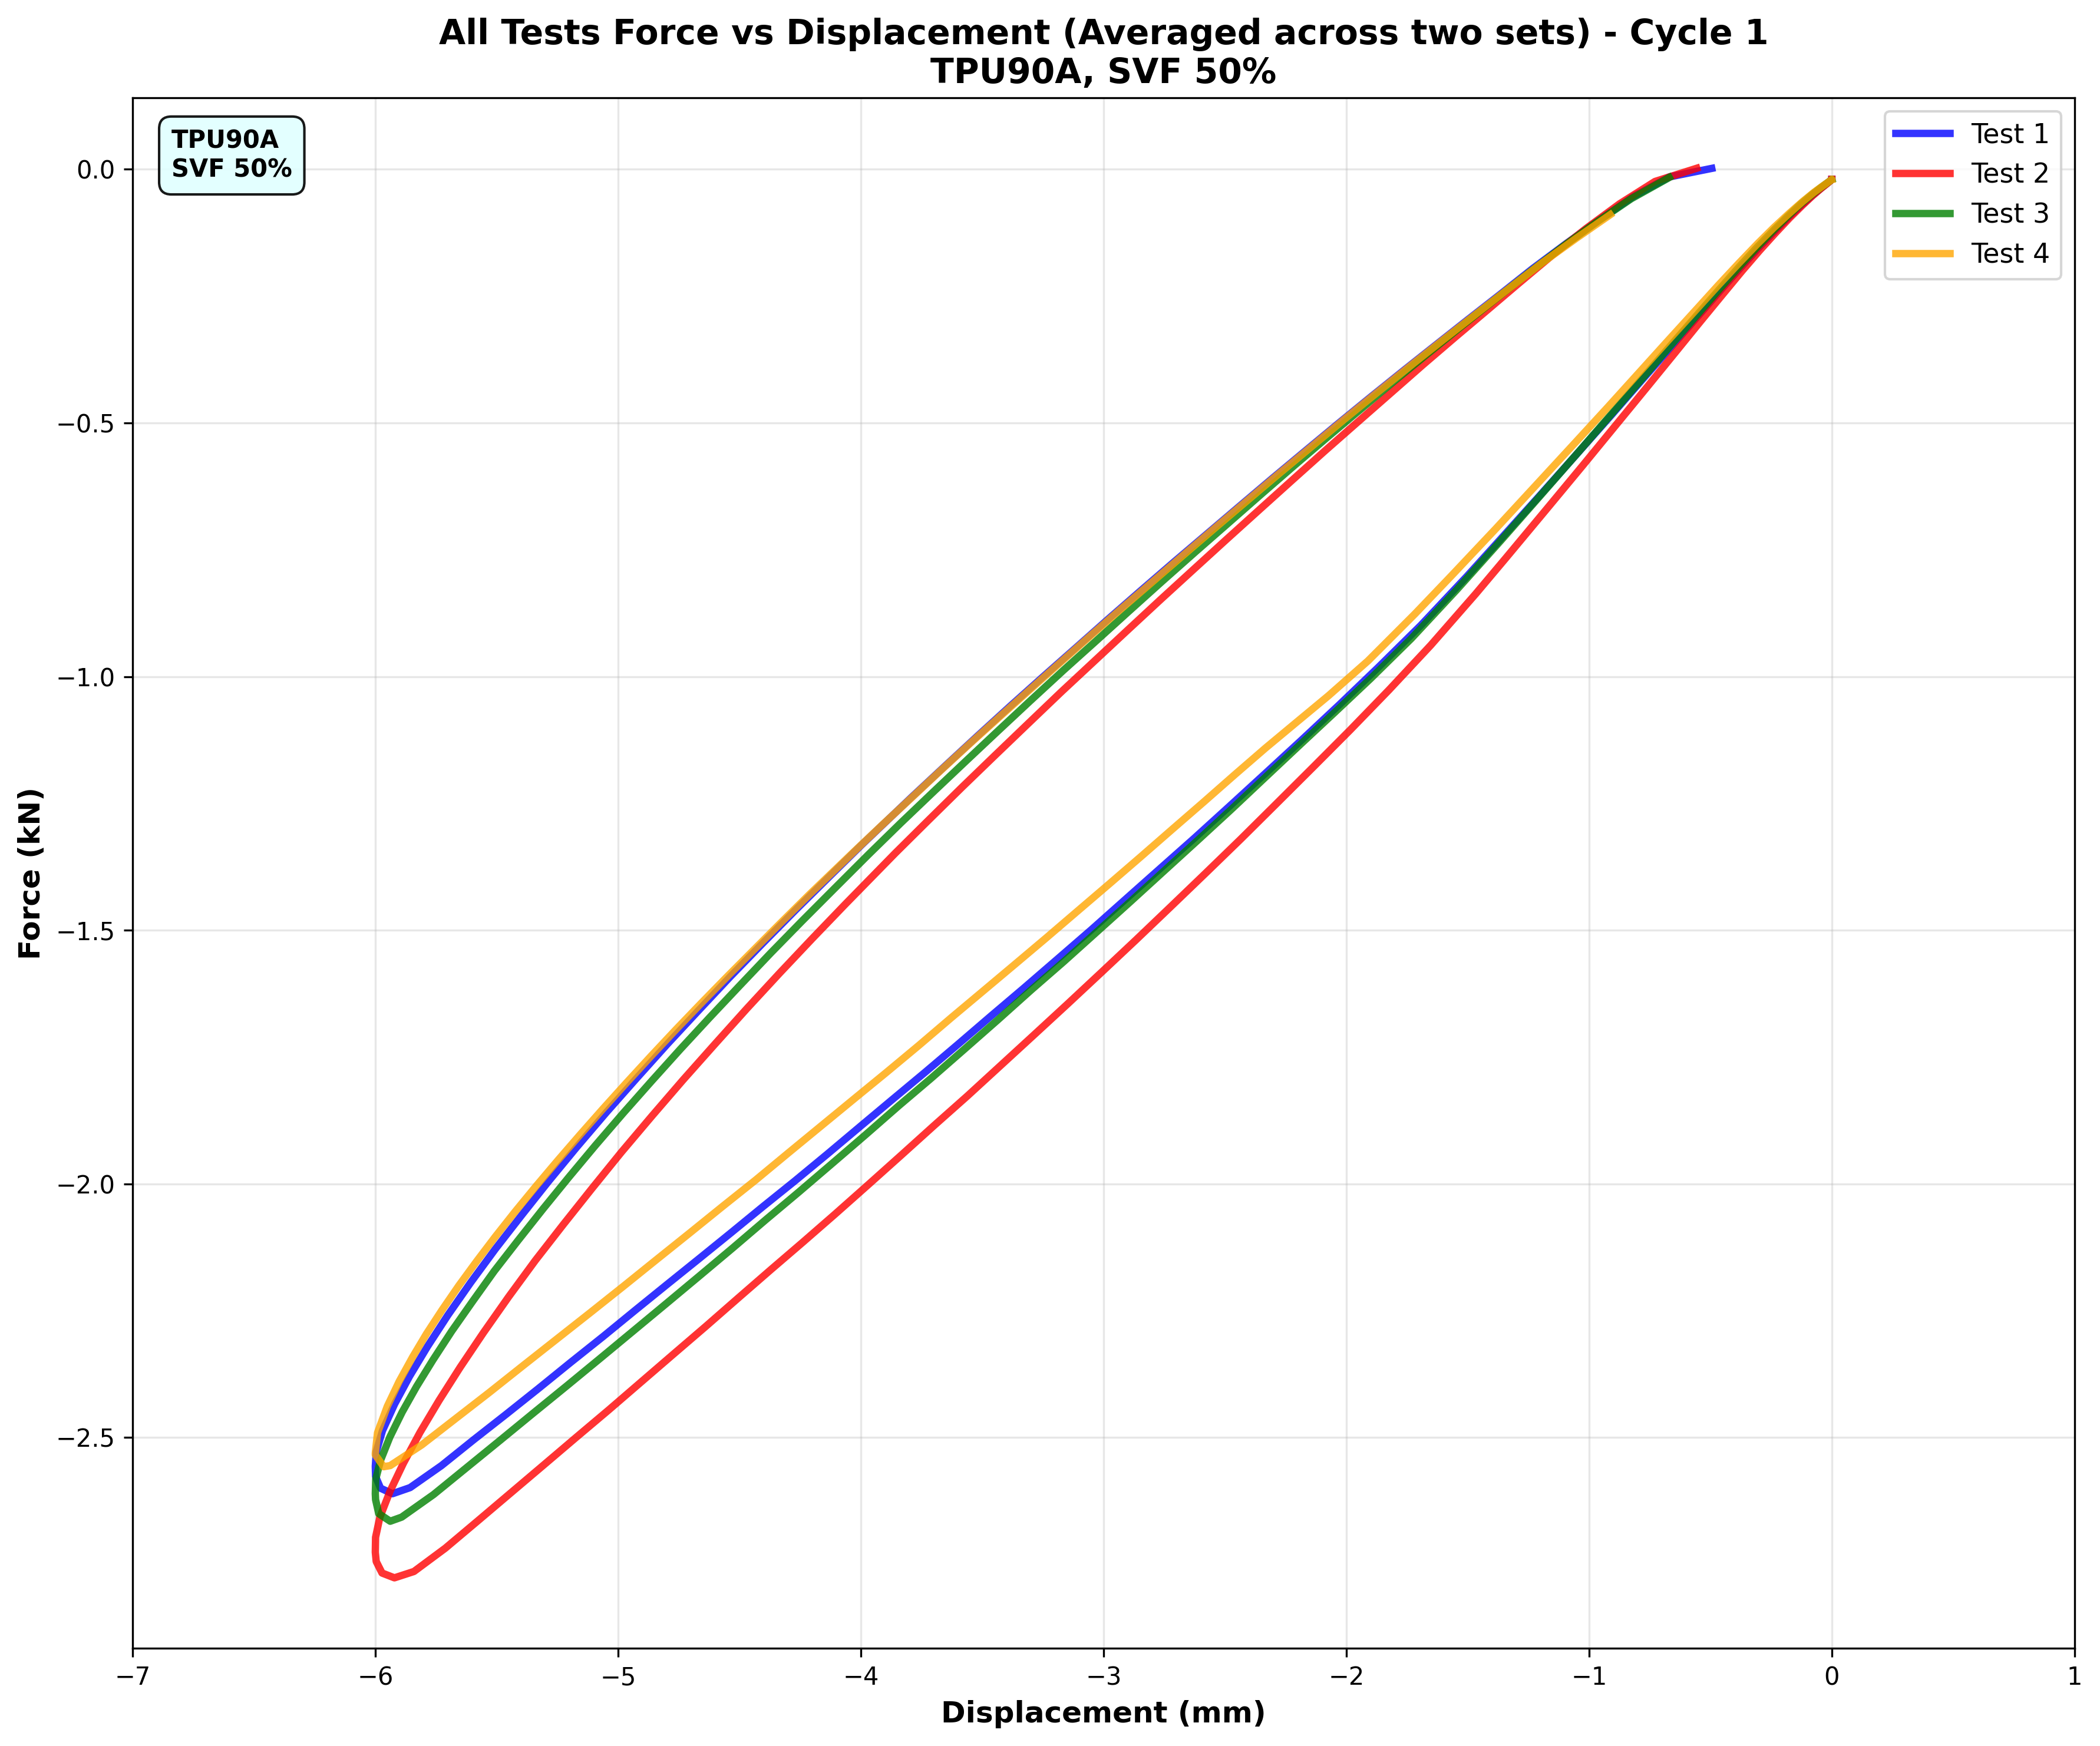 All Tests Force vs Displacement (Averaged across two sets) - Cycle 1
TPU90A, SVF 50%
TPU90A
SVF 50%
Test 1
Test 2
Test 3
Test 4
0.0
−0.5
−1.0
−1.5
−2.0
−2.5
Force (kN)
−7 −6 −5 −4 −3 −2 −1 0 1
Displacement (mm)